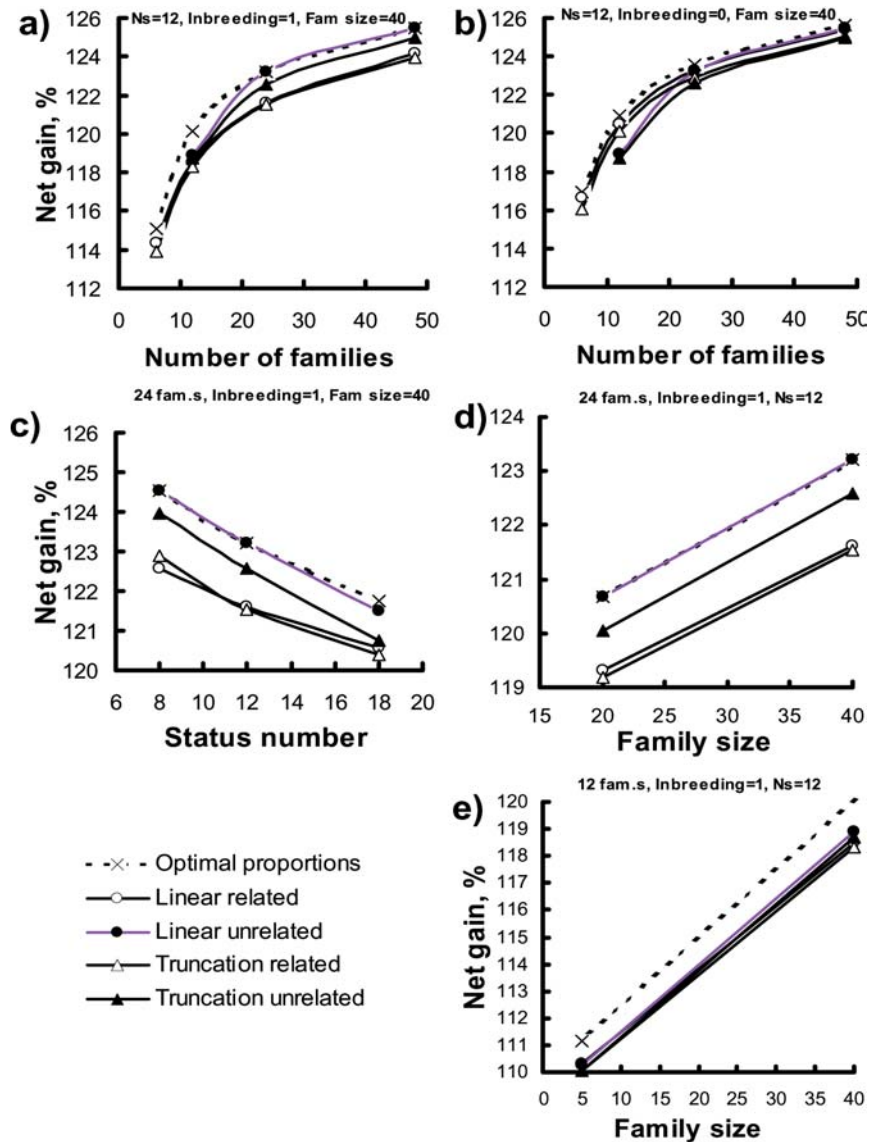 a)
Ns=12, Inbreeding=1, Fam size=40
126
124
122
120
118
116
114
112
Net gain, %
0 10 20 30 40 50
Number of families
b)
Ns=12, Inbreeding=0, Fam size=40
126
124
122
120
118
116
114
112
0 10 20 30 40 50
Number of families
c)
24 fam.s, Inbreeding=1, Fam size=40
126
125
124
123
122
121
120
Net gain, %
6 8 10 12 14 16 18 20
Status number
d)
24 fam.s, Inbreeding=1, Ns=12
124
123
122
121
120
119
Net gain, %
15 20 25 30 35 40
Family size
Optimal proportions
Linear related
Linear unrelated
Truncation related
Truncation unrelated
e)
12 fam.s, Inbreeding=1, Ns=12
120
119
118
117
116
115
114
113
112
111
110
Net gain, %
0 5 10 15 20 25 30 35 40
Family size